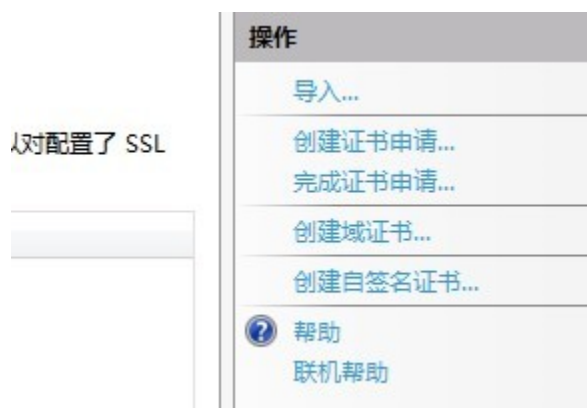 以对配置了 SSL
操作
导入...
创建证书申请...
完成证书申请...
创建域证书...
创建自签名证书...
帮助
联机帮助